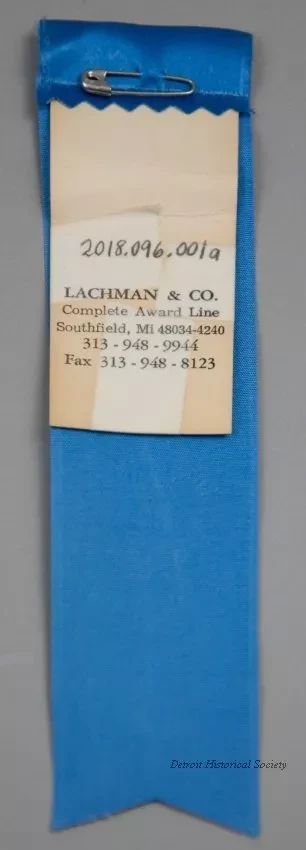 2018.096.001a
LACHMAN & CO.
Complete Award Line
Southfield, Mi 48034-4240
313 - 948 - 9944
Fax 313 - 948 - 8123
Detroit Historical Society